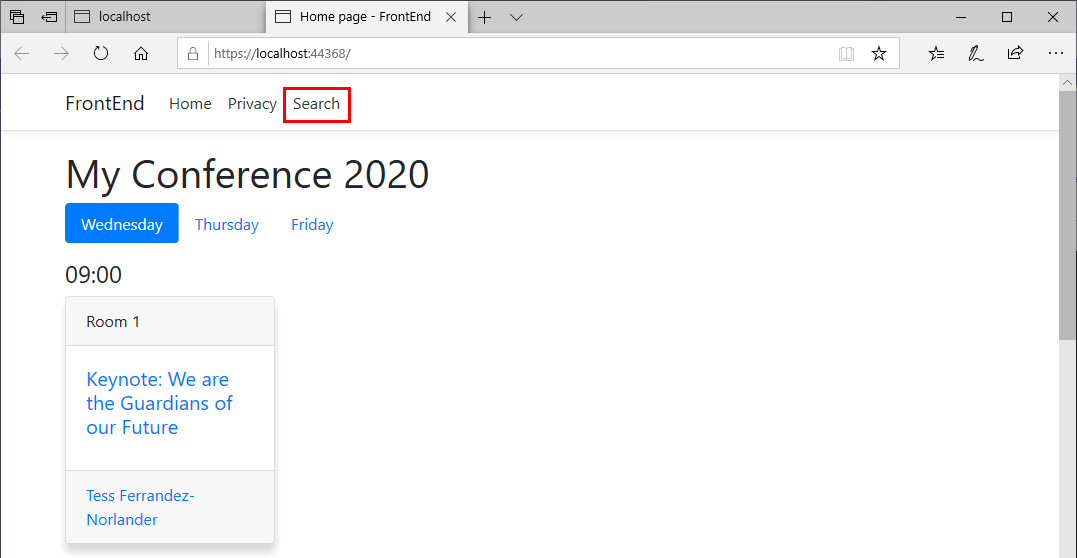 localhost
Home page - FrontEnd
https://localhost:44368/
FrontEnd Home Privacy Search
My Conference 2020
Wednesday Thursday Friday
09:00
Room 1
Keynote: We are
the Guardians of
our Future
Tess Ferrandez-
Norlander